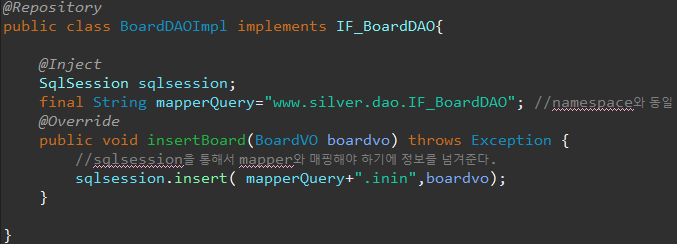 @Repository
public class BoardDAOImpl implements IF_BoardDAO{
@Inject
SqlSession sqlsession;
final String mapperQuery="www.silver.dao.IF_BoardDAO"; //namespace와 동일
@Override
public void insertBoard(BoardVO boardvo) throws Exception {
//sqlsession을 통해서 mapper와 매핑해야 하기에 정보를 넘겨준다.
sqlsession.insert( mapperQuery+".inin",boardvo);
}
}